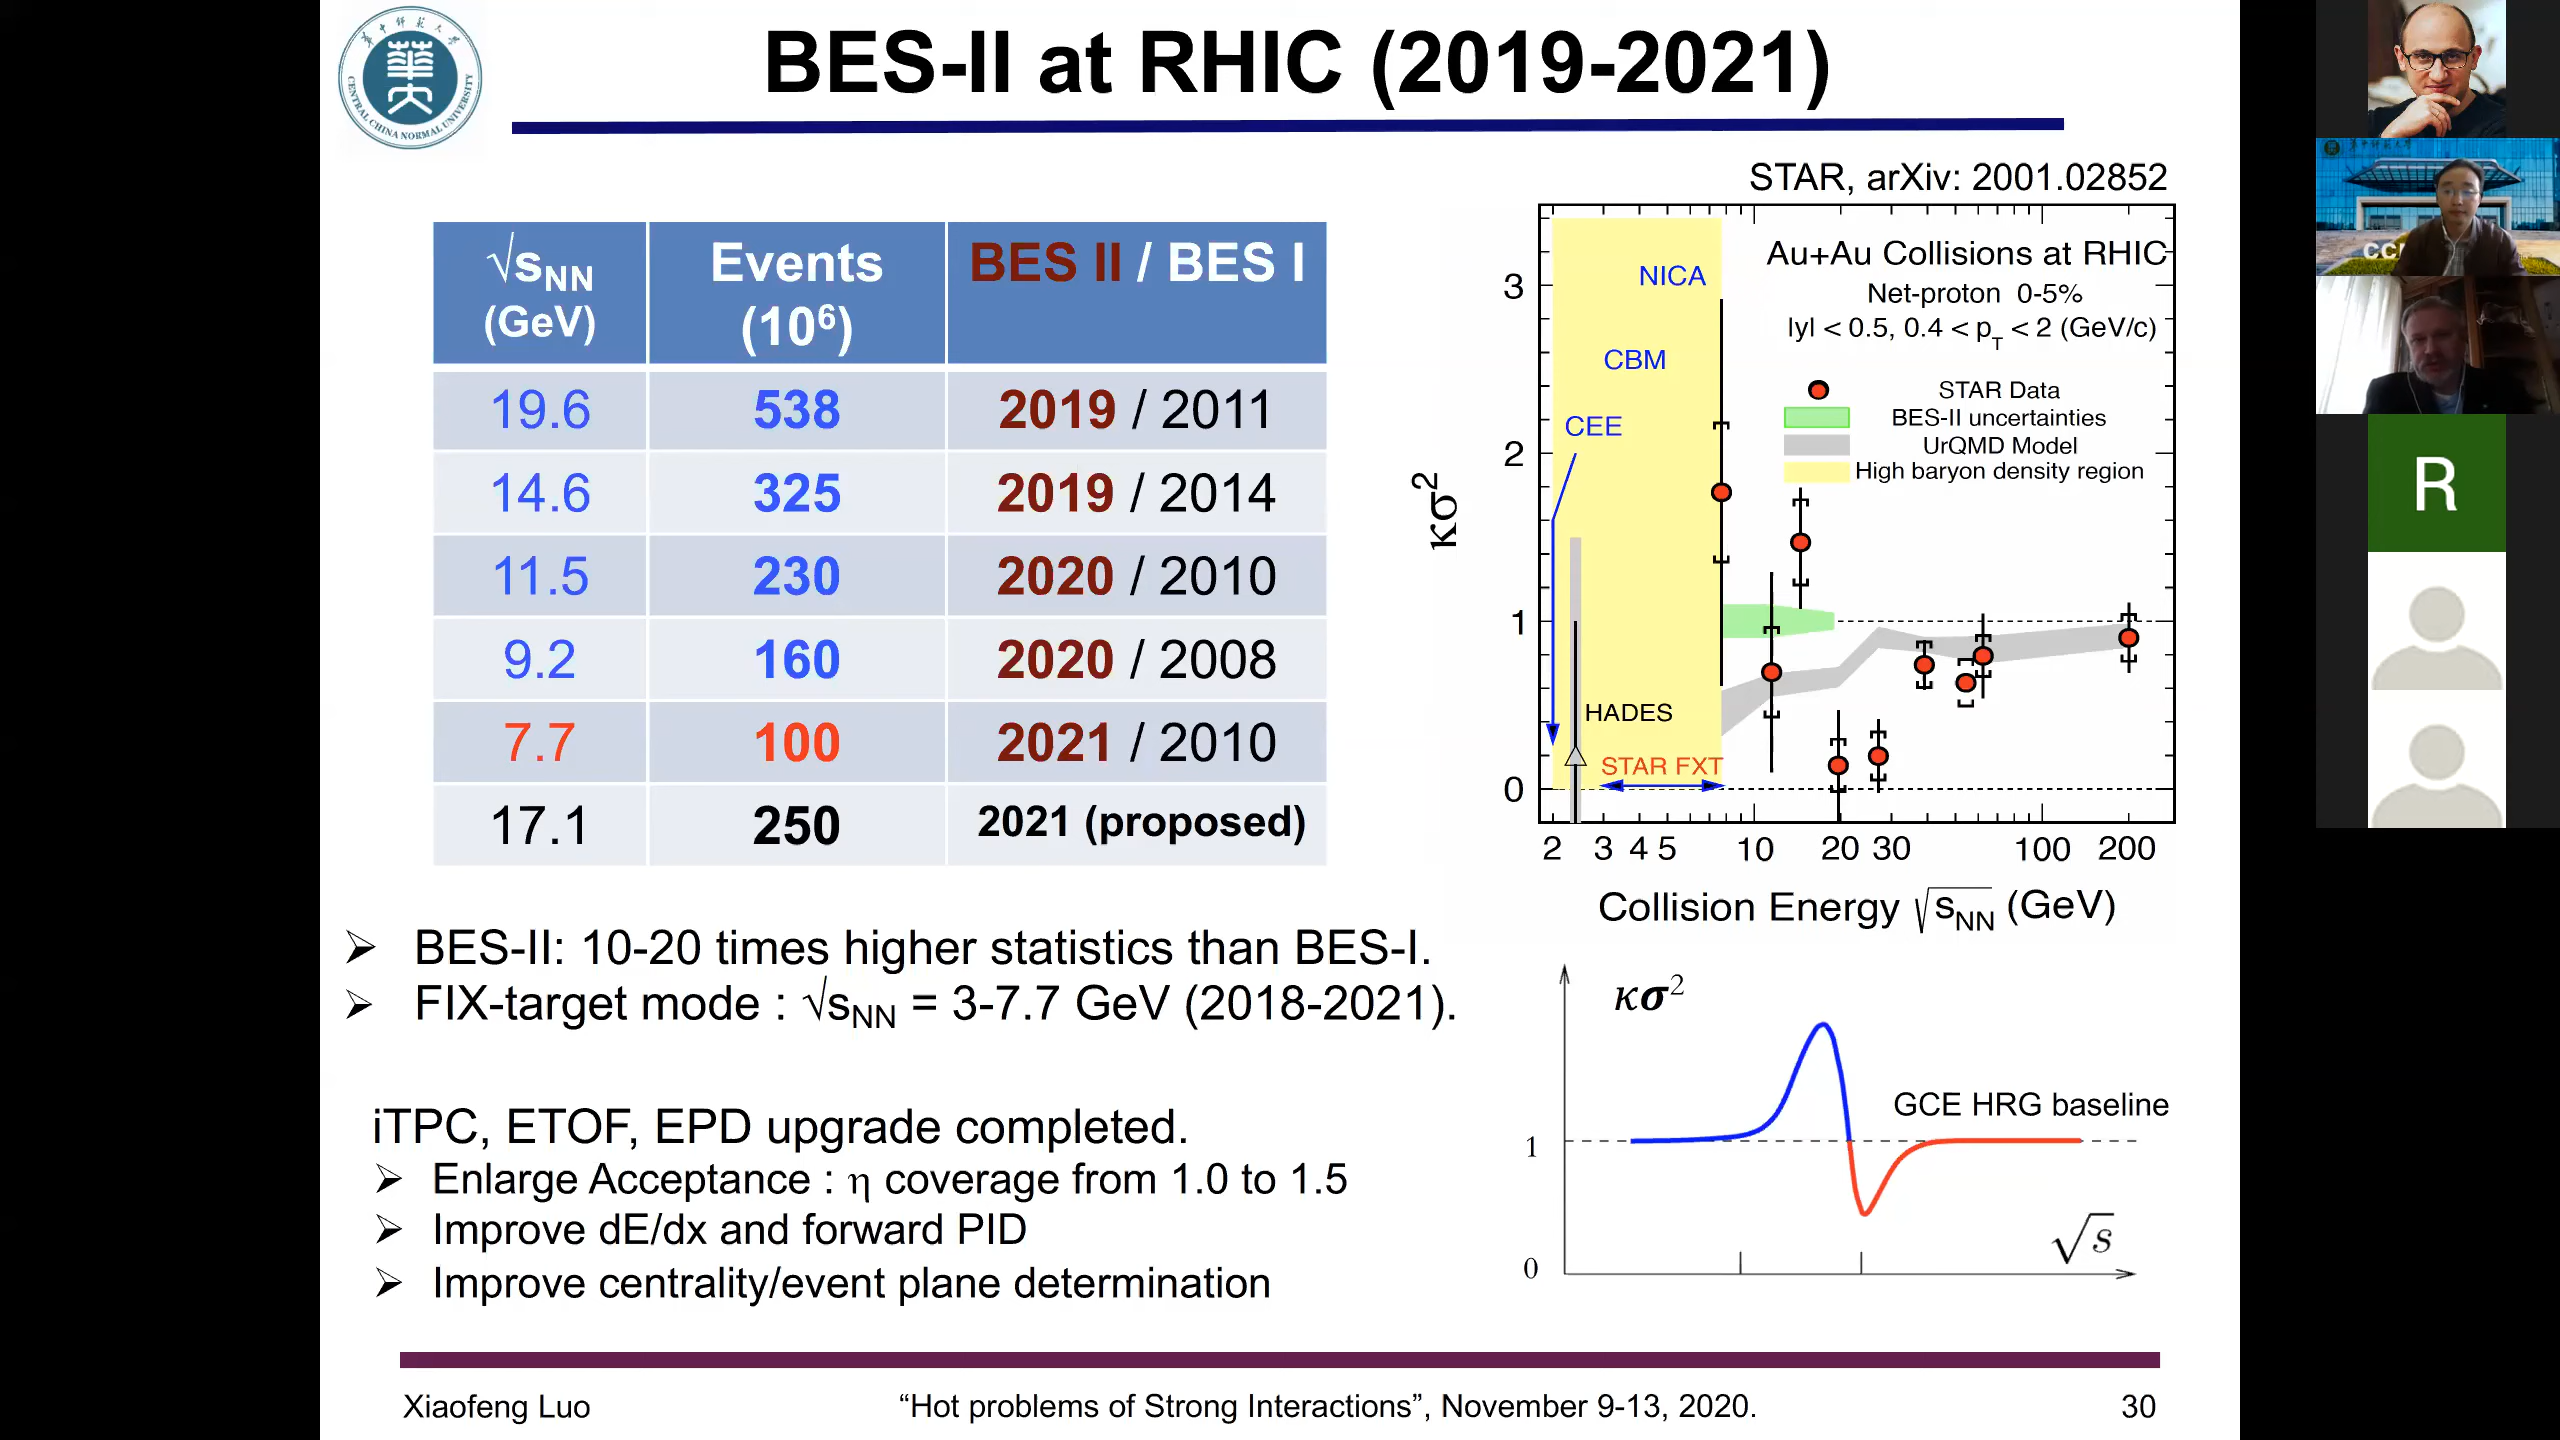 BES-II at RHIC (2019-2021)
CENTRAL CHINA NORMAL UNIVERSITY
√sNN (GeV) Events (10⁶) BES II / BES I
19.6 538 2019 / 2011
14.6 325 2019 / 2014
11.5 230 2020 / 2010
9.2 160 2020 / 2008
7.7 100 2021 / 2010
17.1 250 2021 (proposed)
➢ BES-II: 10-20 times higher statistics than BES-I.
➢ FIX-target mode : √sNN = 3-7.7 GeV (2018-2021).
iTPC, ETOF, EPD upgrade completed.
➢ Enlarge Acceptance : η coverage from 1.0 to 1.5
➢ Improve dE/dx and forward PID
➢ Improve centrality/event plane determination
STAR, arXiv: 2001.02852
Au+Au Collisions at RHIC
Net-proton 0-5%
|y| < 0.5, 0.4 < pT < 2 (GeV/c)
STAR Data
BES-II uncertainties
UrQMD Model
High baryon density region
NICA
CBM
CEE
HADES
STAR FXT
κσ²
3
2
1
0
2 3 4 5 10 20 30 100 200
Collision Energy √sNN (GeV)
κσ²
GCE HRG baseline
1
0
√s
Xiaofeng Luo
“Hot problems of Strong Interactions”, November 9-13, 2020.
30
R